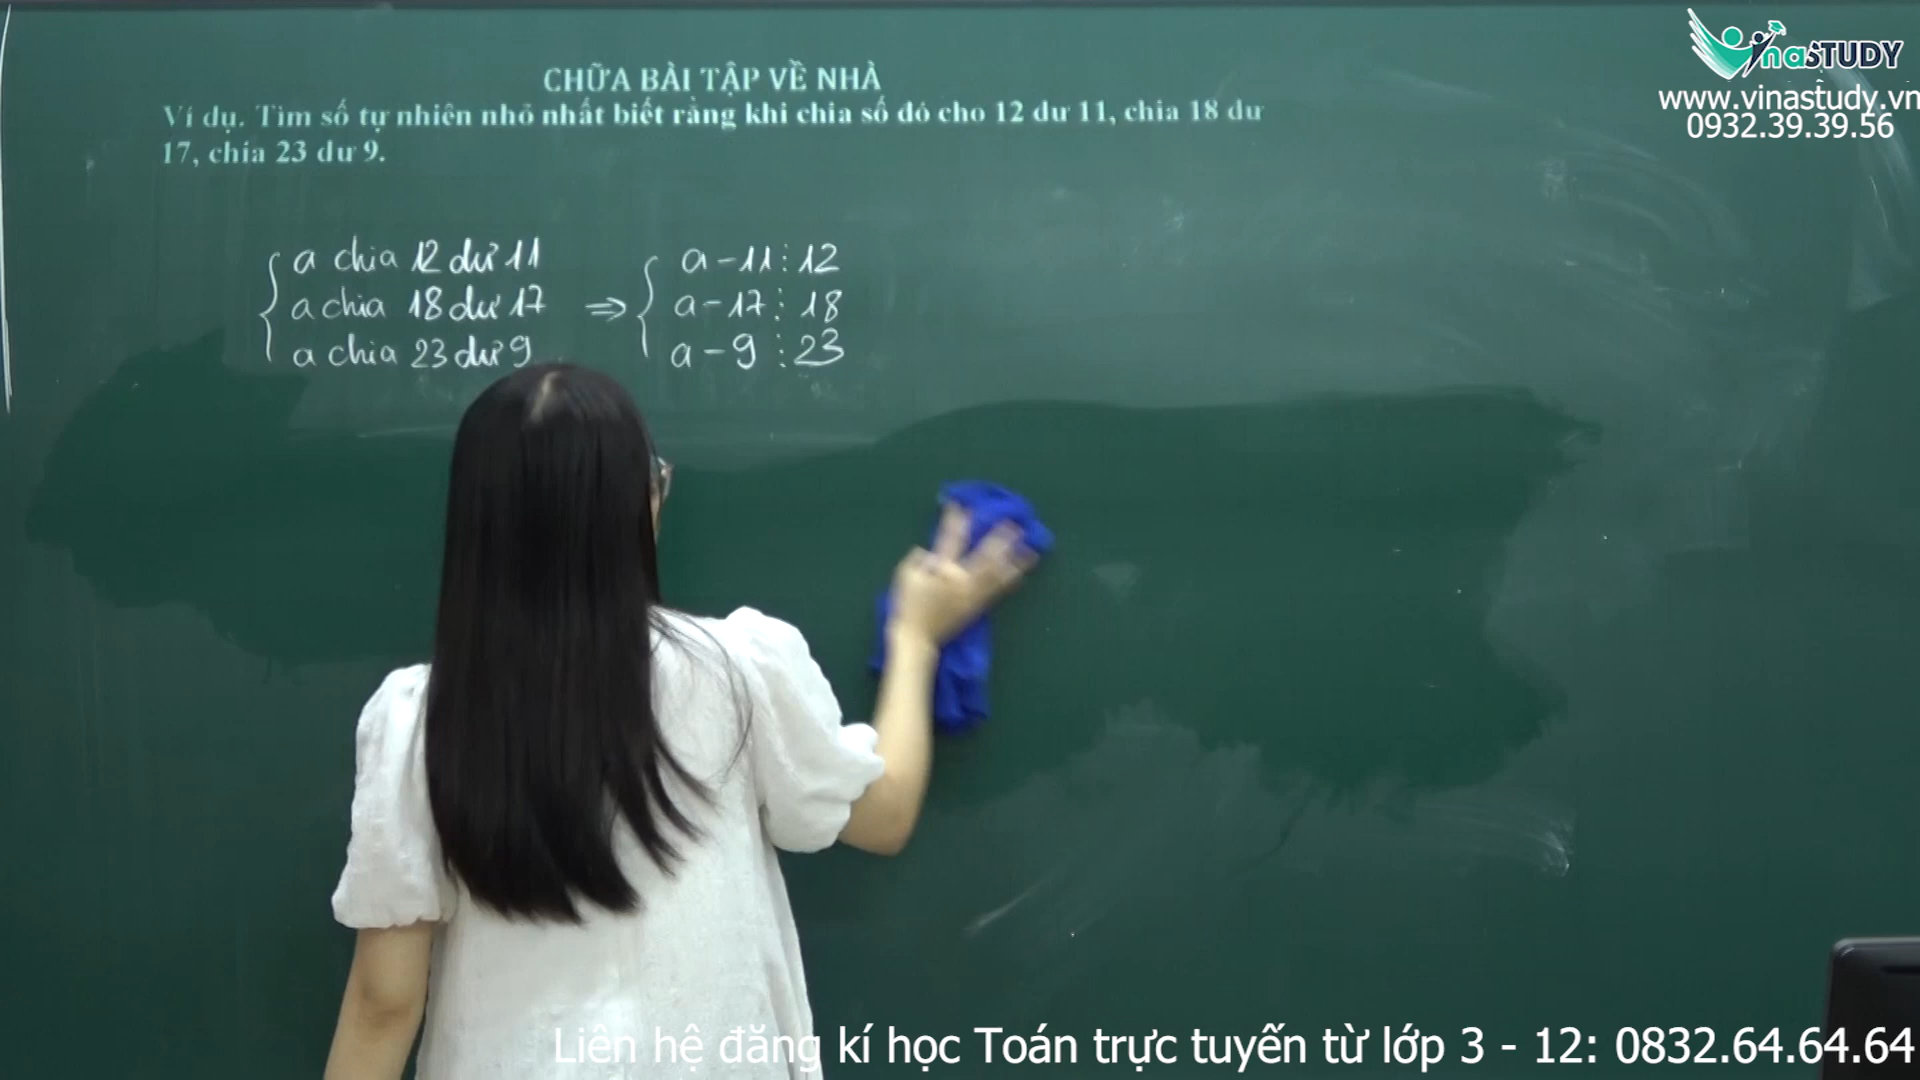 VinaSTUDY
www.vinastudy.vn
0932.39.39.56
CHỮA BÀI TẬP VỀ NHÀ
Ví dụ. Tìm số tự nhiên nhỏ nhất biết rằng khi chia số đó cho 12 dư 11, chia 18 dư
17, chia 23 dư 9.
a chia 12 dư 11
a chia 18 dư 17
a chia 23 dư 9
⇒
a - 11 ⋮ 12
a - 17 ⋮ 18
a - 9 ⋮ 23
Liên hệ đăng kí học Toán trực tuyến từ lớp 3 - 12: 0832.64.64.64